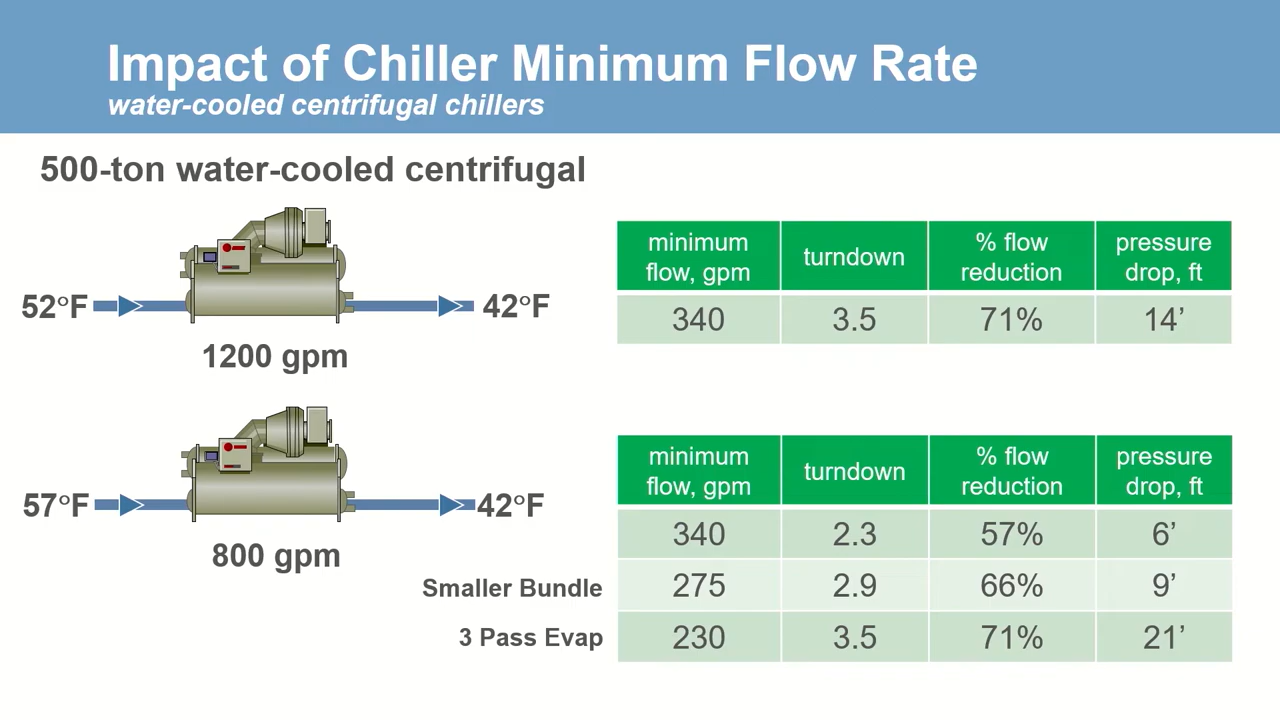 Impact of Chiller Minimum Flow Rate
water-cooled centrifugal chillers
500-ton water-cooled centrifugal
52°F
42°F
1200 gpm
minimum flow, gpm
turndown
% flow reduction
pressure drop, ft
340
3.5
71%
14’
57°F
42°F
800 gpm
minimum flow, gpm
turndown
% flow reduction
pressure drop, ft
340
2.3
57%
6’
Smaller Bundle
275
2.9
66%
9’
3 Pass Evap
230
3.5
71%
21’